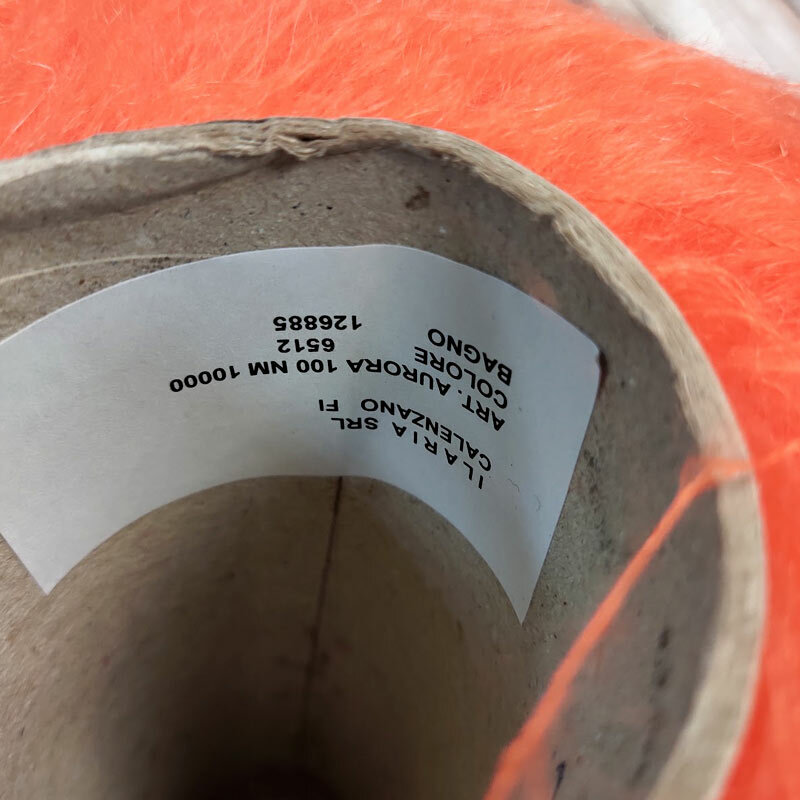 ILARIA SRL
CALENZANO FI
ART. AURORA 100 NM 10000
COLORE 6512
BAGNO 126885